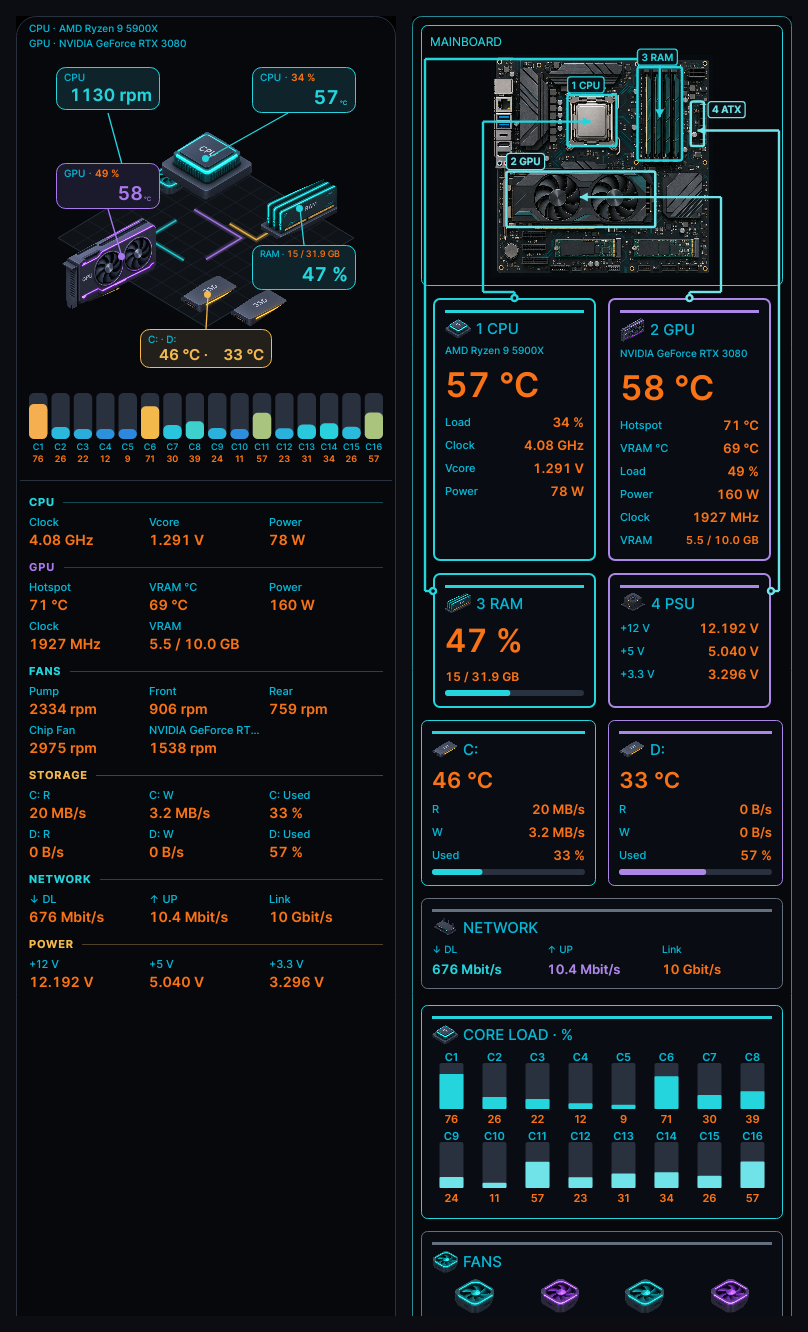 CPU · AMD Ryzen 9 5900X
GPU · NVIDIA GeForce RTX 3080
CPU
1130 rpm
CPU · 34 %
57 °C
CPU
GPU · 49 %
58 °C
GPU
RAM · 15 / 31.9 GB
47 %
SSD
SSD
C: · D:
46 °C · 33 °C
C1 C2 C3 C4 C5 C6 C7 C8 C9 C10 C11 C12 C13 C14 C15 C16
76 26 22 12 9 71 30 39 24 11 57 23 31 34 26 57
CPU
Clock Vcore Power
4.08 GHz 1.291 V 78 W
GPU
Hotspot VRAM °C Power
71 °C 69 °C 160 W
Clock VRAM
1927 MHz 5.5 / 10.0 GB
FANS
Pump Front Rear
2334 rpm 906 rpm 759 rpm
Chip Fan NVIDIA GeForce RT...
2975 rpm 1538 rpm
STORAGE
C: R C: W C: Used
20 MB/s 3.2 MB/s 33 %
D: R D: W D: Used
0 B/s 0 B/s 57 %
NETWORK
↓ DL ↑ UP Link
676 Mbit/s 10.4 Mbit/s 10 Gbit/s
POWER
+12 V +5 V +3.3 V
12.192 V 5.040 V 3.296 V
MAINBOARD
3 RAM
1 CPU
4 ATX
2 GPU
1 CPU
AMD Ryzen 9 5900X
57 °C
Load 34 %
Clock 4.08 GHz
Vcore 1.291 V
Power 78 W
2 GPU
NVIDIA GeForce RTX 3080
58 °C
Hotspot 71 °C
VRAM °C 69 °C
Load 49 %
Power 160 W
Clock 1927 MHz
VRAM 5.5 / 10.0 GB
3 RAM
47 %
15 / 31.9 GB
4 PSU
+12 V 12.192 V
+5 V 5.040 V
+3.3 V 3.296 V
C:
46 °C
R 20 MB/s
W 3.2 MB/s
Used 33 %
D:
33 °C
R 0 B/s
W 0 B/s
Used 57 %
NETWORK
↓ DL ↑ UP Link
676 Mbit/s 10.4 Mbit/s 10 Gbit/s
CORE LOAD · %
C1 C2 C3 C4 C5 C6 C7 C8
76 26 22 12 9 71 30 39
C9 C10 C11 C12 C13 C14 C15 C16
24 11 57 23 31 34 26 57
FANS